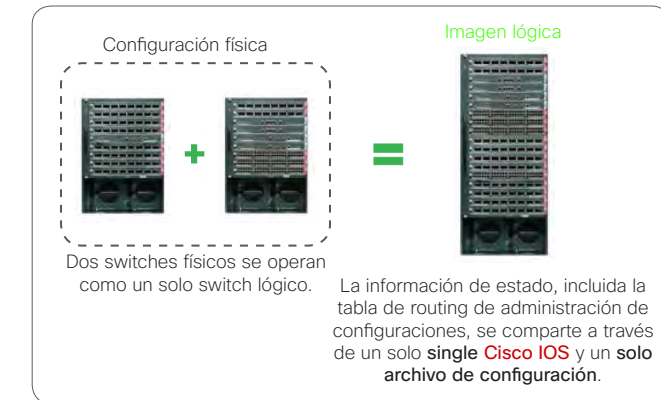 Configuración física
Imagen lógica
Dos switches físicos se operan
como un solo switch lógico.
La información de estado, incluida la
tabla de routing de administración de
configuraciones, se comparte a través
de un solo single Cisco IOS y un solo
archivo de configuración.